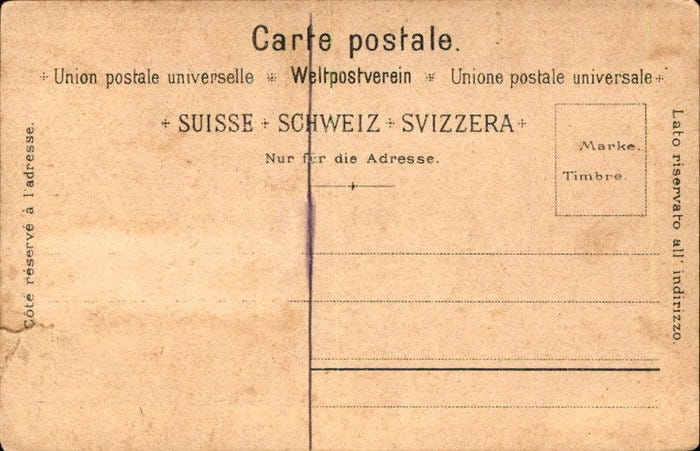 Carte postale.
Union postale universelle * Weltpostverein * Unione postale universale
+ SUISSE + SCHWEIZ + SVIZZERA +
Nur für die Adresse.
Marke.
Timbre.
Côté réservé à l'adresse.
Lato riservato all' indirizzo.